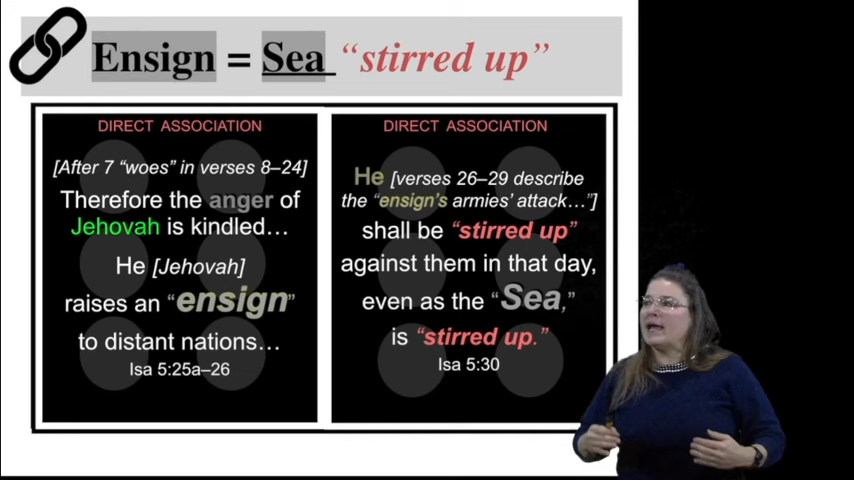 Ensign = Sea “stirred up”
DIRECT ASSOCIATION
[After 7 “woes” in verses 8–24]
Therefore the anger of
Jehovah is kindled…
He [Jehovah]
raises an “ensign”
to distant nations…
Isa 5:25a–26
DIRECT ASSOCIATION
He [verses 26–29 describe
the “ensign’s armies’ attack…”]
shall be “stirred up”
against them in that day,
even as the “Sea,”
is “stirred up.”
Isa 5:30